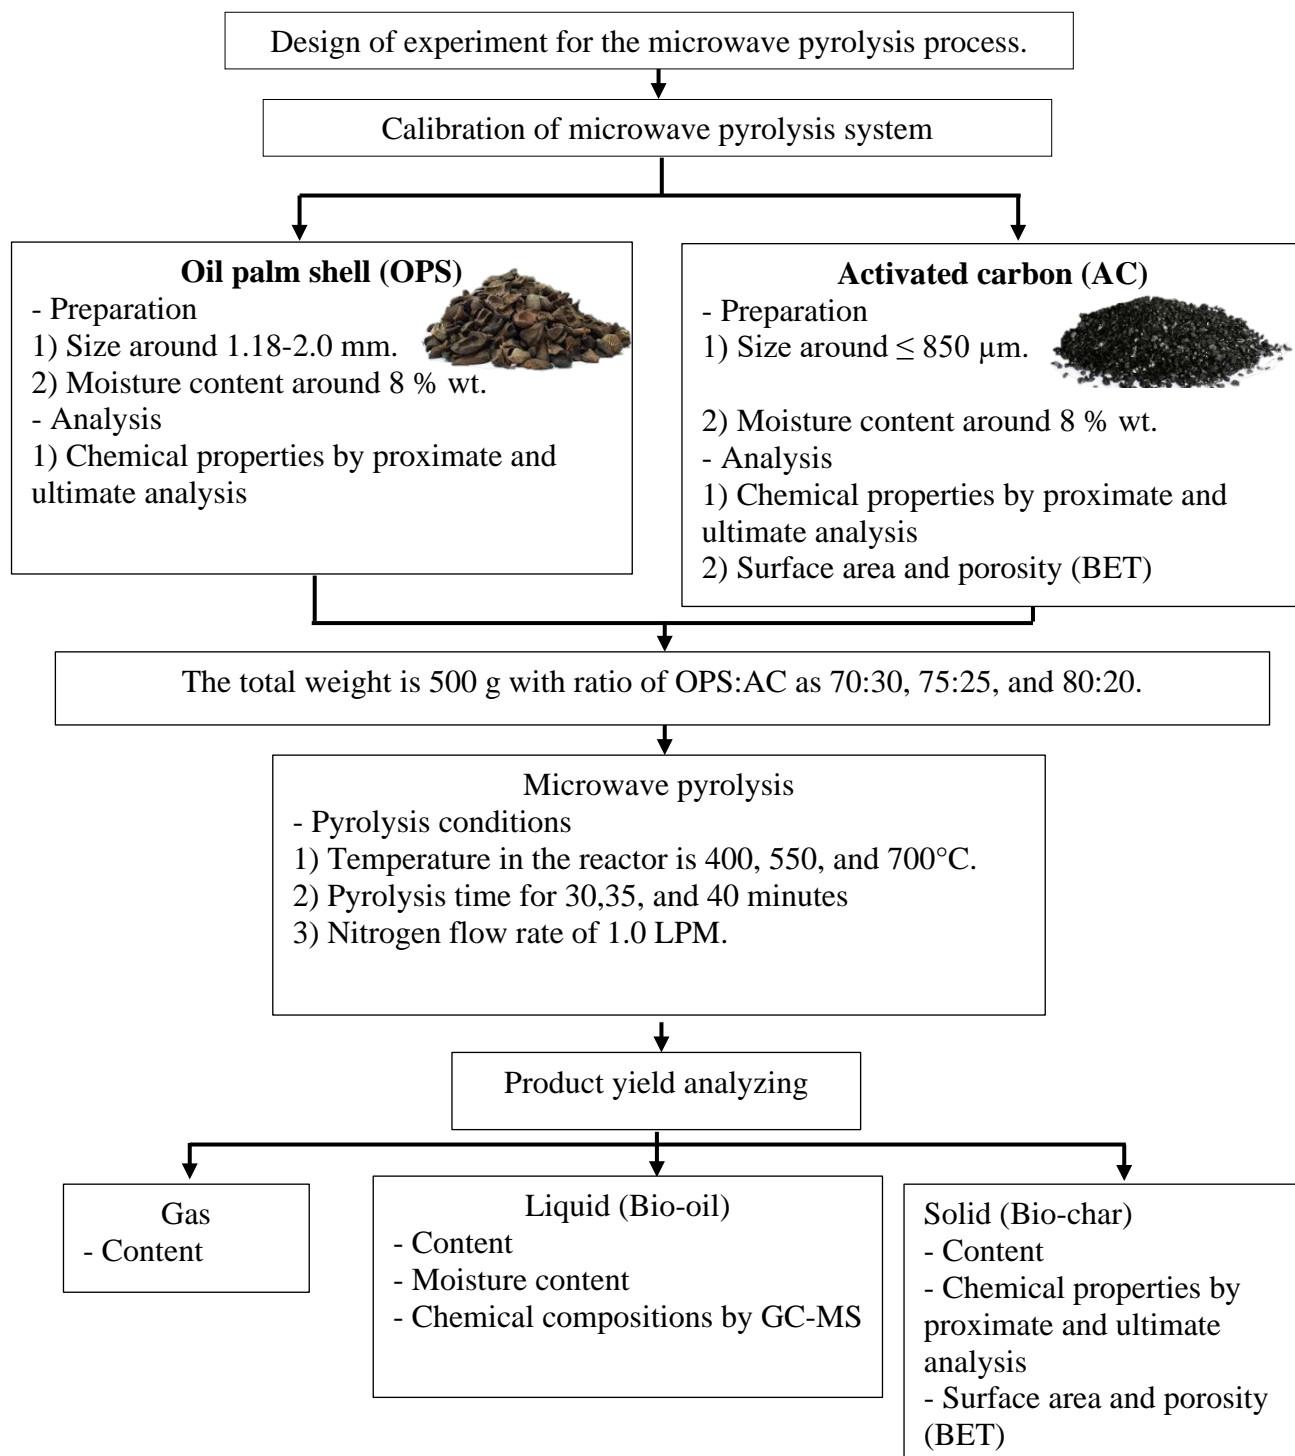 Design of experiment for the microwave pyrolysis process.
Calibration of microwave pyrolysis system
Oil palm shell (OPS)
- Preparation
1) Size around 1.18-2.0 mm.
2) Moisture content around 8 % wt.
- Analysis
1) Chemical properties by proximate and
ultimate analysis
Activated carbon (AC)
- Preparation
1) Size around ≤ 850 μm.
2) Moisture content around 8 % wt.
- Analysis
1) Chemical properties by proximate and
ultimate analysis
2) Surface area and porosity (BET)
The total weight is 500 g with ratio of OPS:AC as 70:30, 75:25, and 80:20.
Microwave pyrolysis
- Pyrolysis conditions
1) Temperature in the reactor is 400, 550, and 700°C.
2) Pyrolysis time for 30,35, and 40 minutes
3) Nitrogen flow rate of 1.0 LPM.
Product yield analyzing
Gas
- Content
Liquid (Bio-oil)
- Content
- Moisture content
- Chemical compositions by GC-MS
Solid (Bio-char)
- Content
- Chemical properties by
proximate and ultimate
analysis
- Surface area and porosity
(BET)